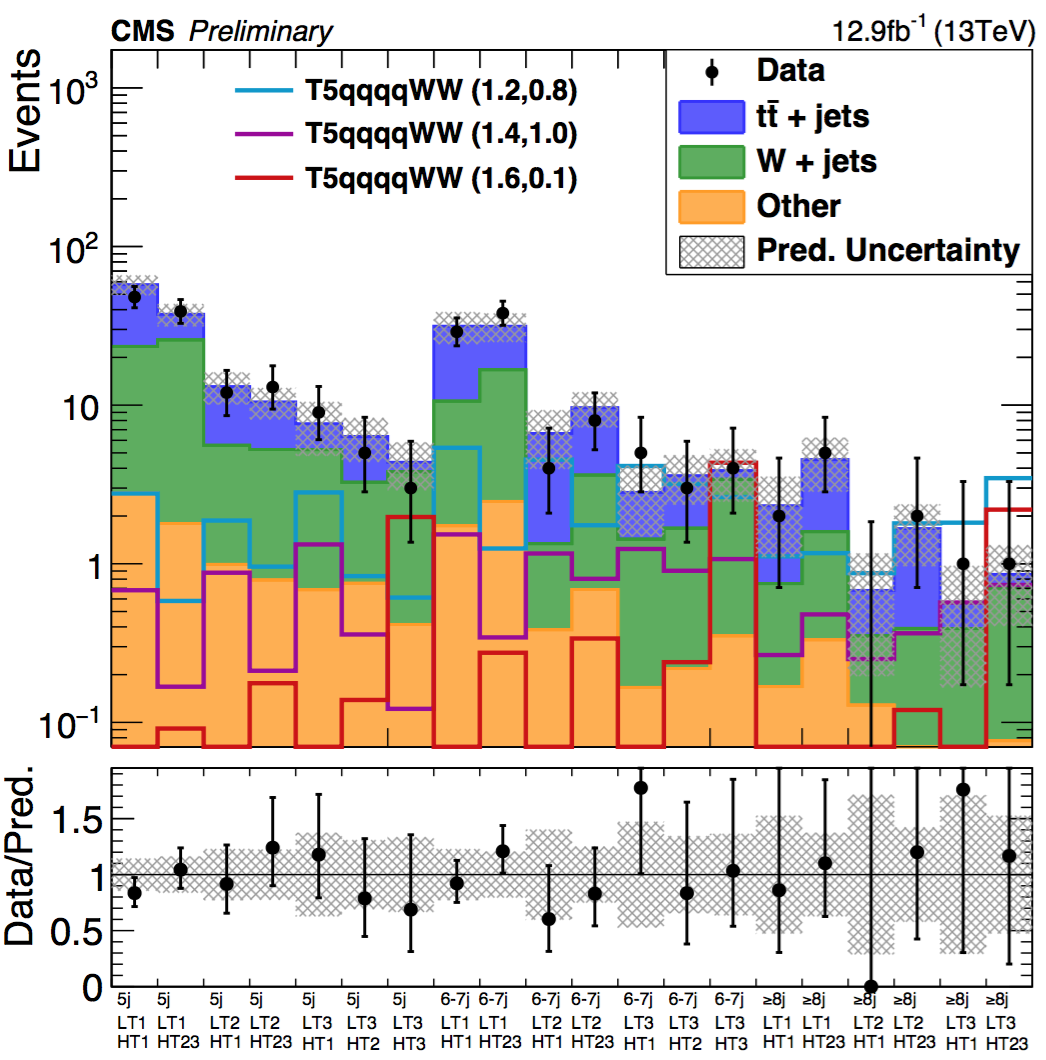 CMS Preliminary 12.9fb⁻¹ (13TeV)
Events
10³
10²
10
1
10⁻¹
T5qqqqWW (1.2,0.8)
T5qqqqWW (1.4,1.0)
T5qqqqWW (1.6,0.1)
Data
tt̄ + jets
W + jets
Other
Pred. Uncertainty
Data/Pred.
1.5
1
0.5
0
5j 5j 5j 5j 5j 5j 5j 6-7j 6-7j 6-7j 6-7j 6-7j 6-7j 6-7j ≥8j ≥8j ≥8j ≥8j ≥8j ≥8j
LT1 LT1 LT2 LT2 LT3 LT3 LT3 LT1 LT1 LT2 LT2 LT3 LT3 LT3 LT1 LT1 LT2 LT2 LT3 LT3
HT1 HT23 HT1 HT23 HT1 HT2 HT3 HT1 HT23 HT1 HT23 HT1 HT2 HT3 HT1 HT23 HT1 HT23 HT1 HT23